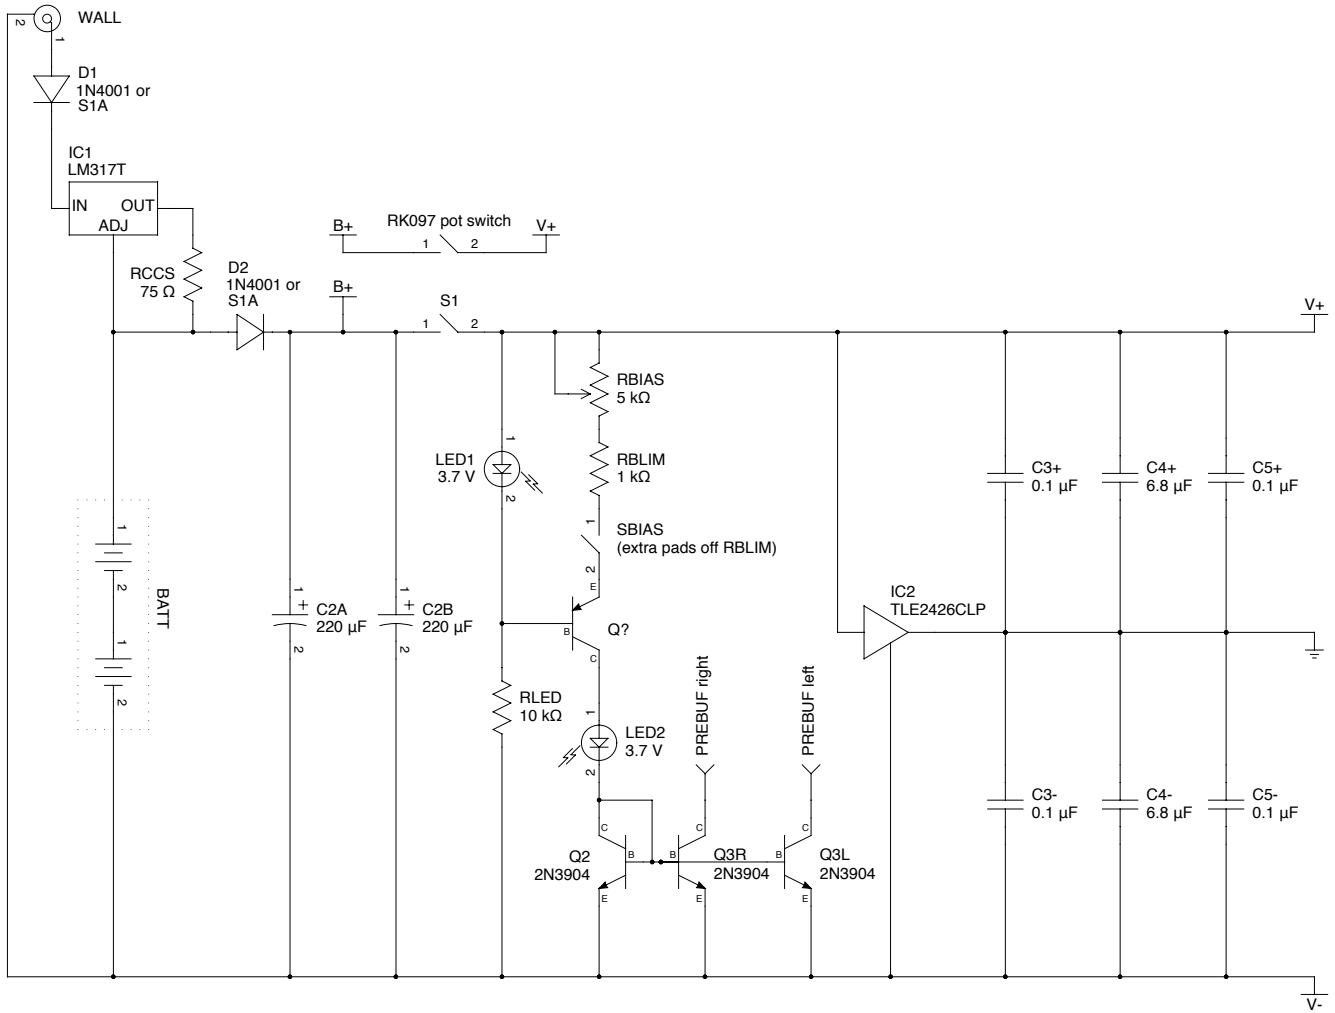 WALL
2
1
D1
1N4001 or
S1A
IC1
LM317T
IN
OUT
ADJ
RCCS
75 Ω
D2
1N4001 or
S1A
B+
RK097 pot switch
1
2
V+
B+
S1
1
2
V+
RBIAS
5 kΩ
LED1
3.7 V
1
2
RBLIM
1 kΩ
1
SBIAS
(extra pads off RBLIM)
2
E
B
C
Q?
1
2
1
2
BATT
1
+
C2A
220 µF
2
1
+
C2B
220 µF
2
RLED
10 kΩ
1
LED2
3.7 V
2
PREBUF right
PREBUF left
IC2
TLE2426CLP
C3+
0.1 µF
C4+
6.8 µF
C5+
0.1 µF
C3-
0.1 µF
C4-
6.8 µF
C5-
0.1 µF
C
B
E
Q2
2N3904
C
B
E
Q3R
2N3904
C
B
E
Q3L
2N3904
V-